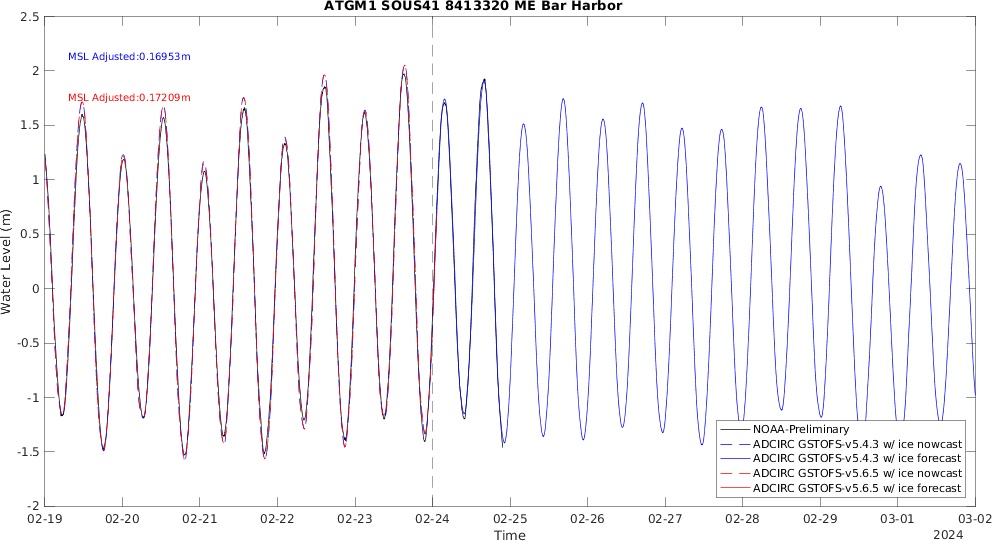 ATGM1 SOUS41 8413320 ME Bar Harbor
2.5
2
1.5
1
0.5
0
-0.5
-1
-1.5
-2
Water Level (m)
MSL Adjusted:0.16953m
MSL Adjusted:0.17209m
NOAA-Preliminary
ADCIRC GSTOFS-v5.4.3 w/ ice nowcast
ADCIRC GSTOFS-v5.4.3 w/ ice forecast
ADCIRC GSTOFS-v5.6.5 w/ ice nowcast
ADCIRC GSTOFS-v5.6.5 w/ ice forecast
02-19 02-20 02-21 02-22 02-23 02-24 02-25 02-26 02-27 02-28 02-29 03-01 03-02
Time
2024